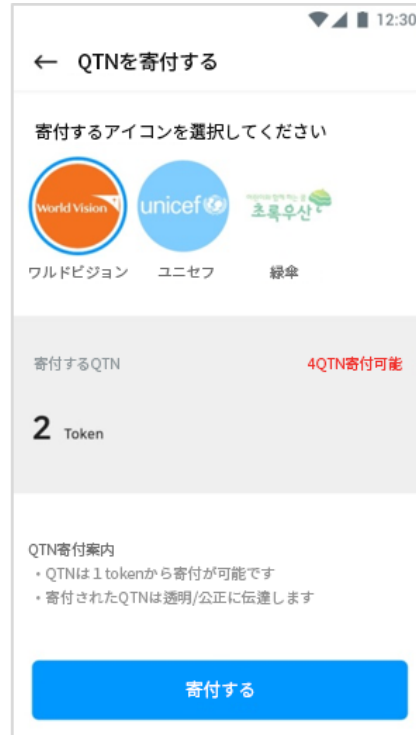 12:30
← QTNを寄付する
寄付するアイコンを選択してください
World Vision
unicef
초록우산
ワルドビジョン ユニセフ 緑傘
寄付するQTN 4QTN寄付可能
2 Token
QTN寄付案内
・QTNは１tokenから寄付が可能です
・寄付されたQTNは透明/公正に伝達します
寄付する